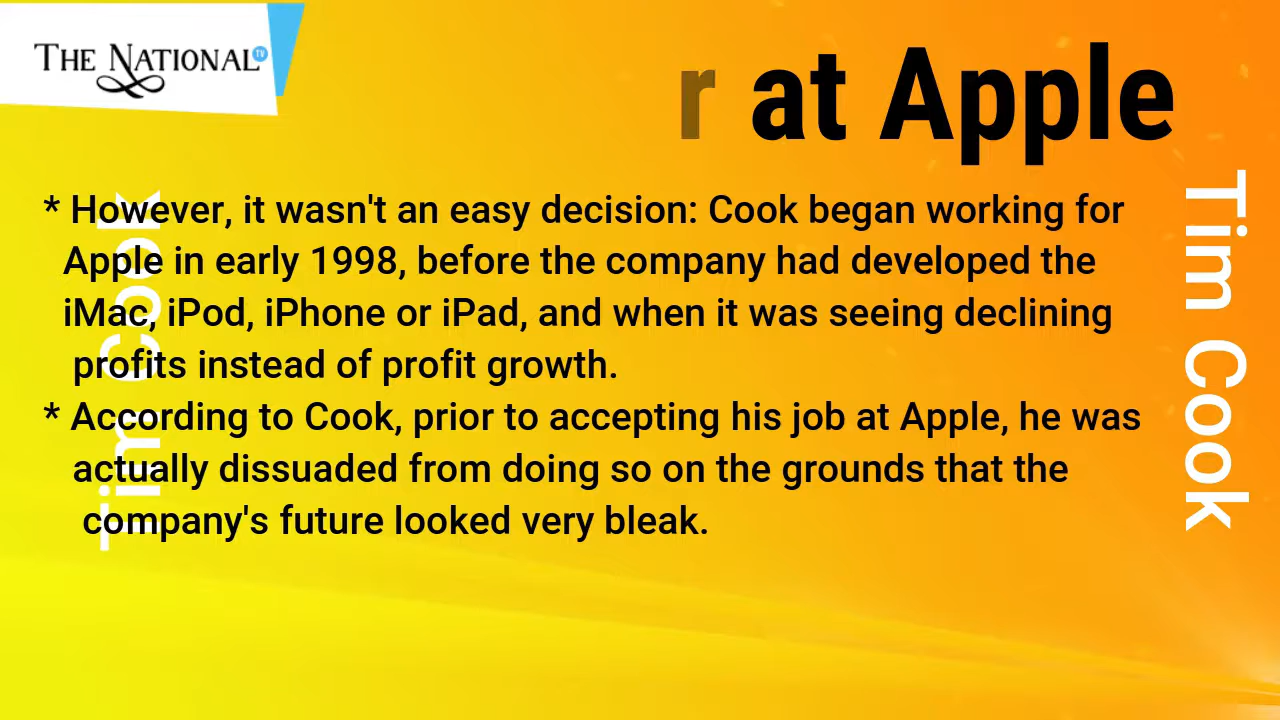 THE NATIONAL TV
r at Apple
* However, it wasn't an easy decision: Cook began working for
Apple in early 1998, before the company had developed the
iMac, iPod, iPhone or iPad, and when it was seeing declining
profits instead of profit growth.
* According to Cook, prior to accepting his job at Apple, he was
actually dissuaded from doing so on the grounds that the
company's future looked very bleak.
Tim Cook
Tim Cook